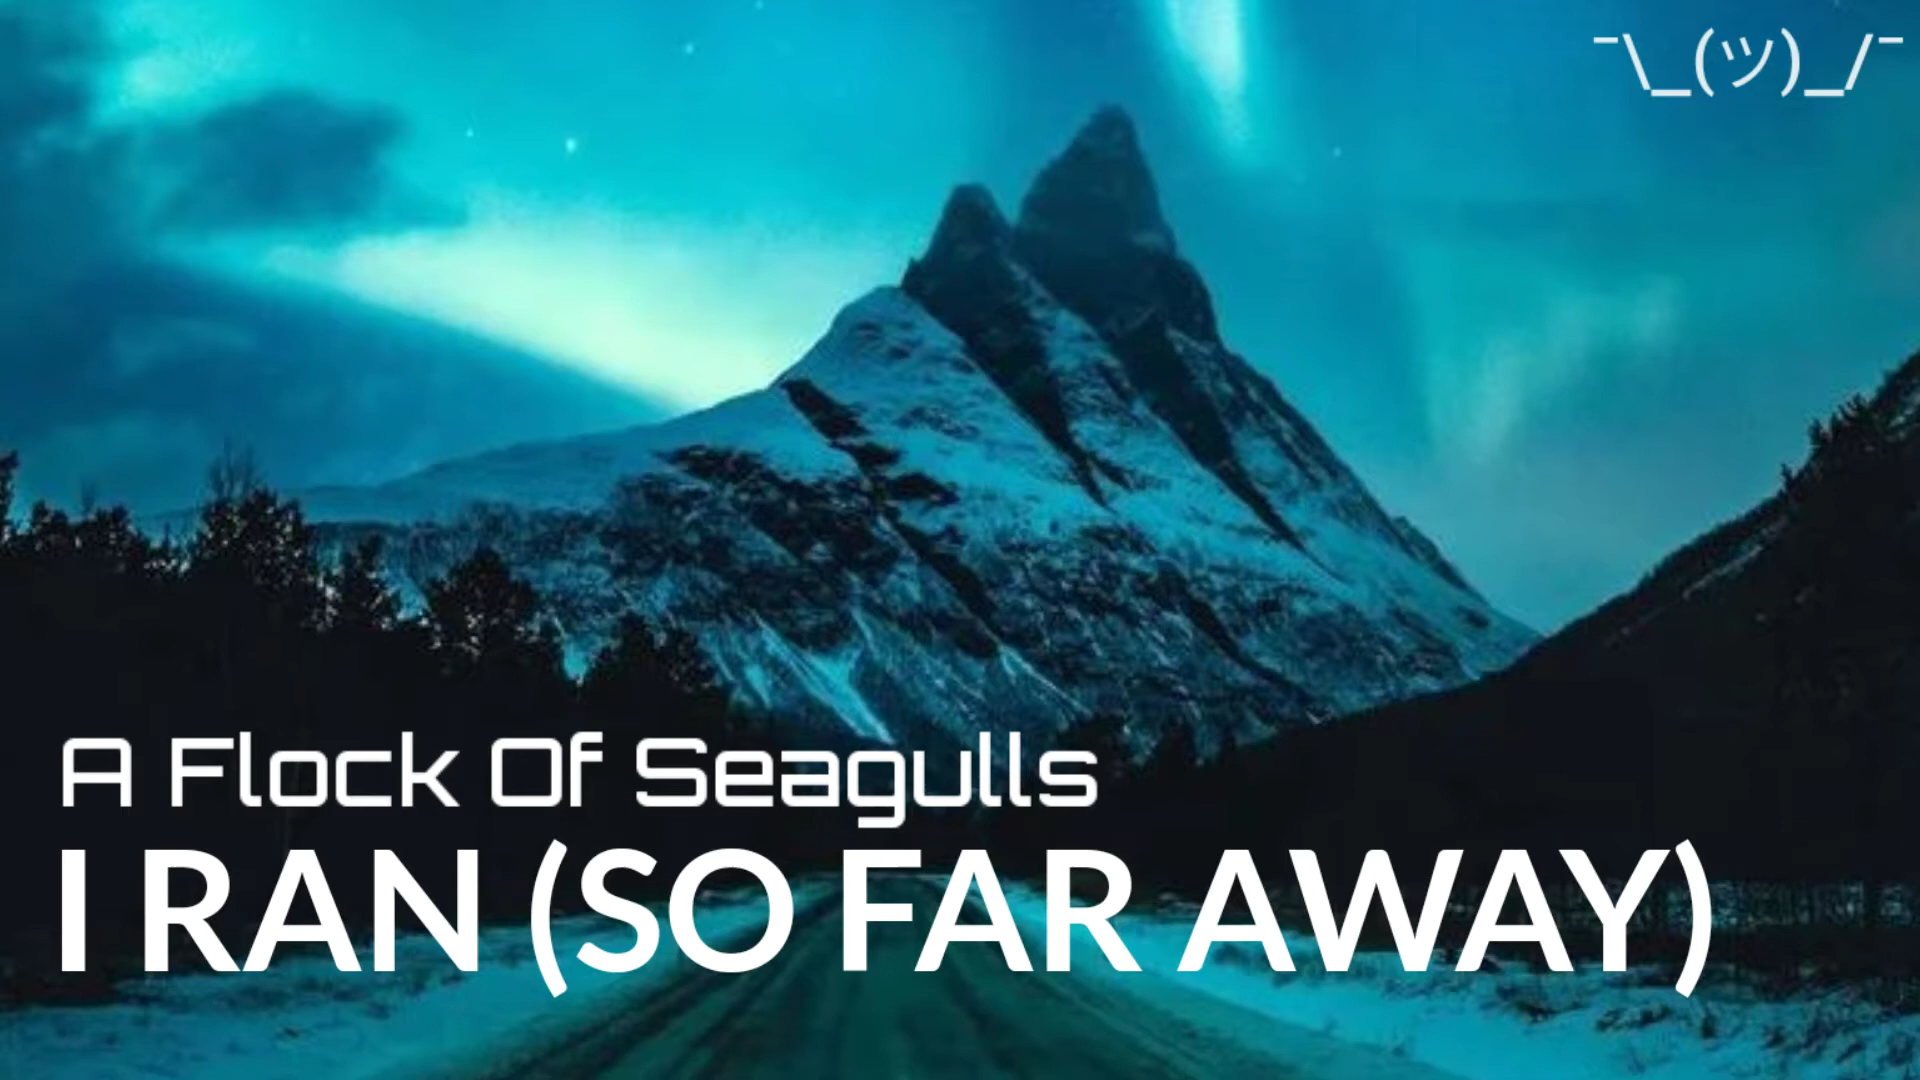 ¯\_(ツ)_/¯
A Flock Of Seagulls
I RAN (SO FAR AWAY)